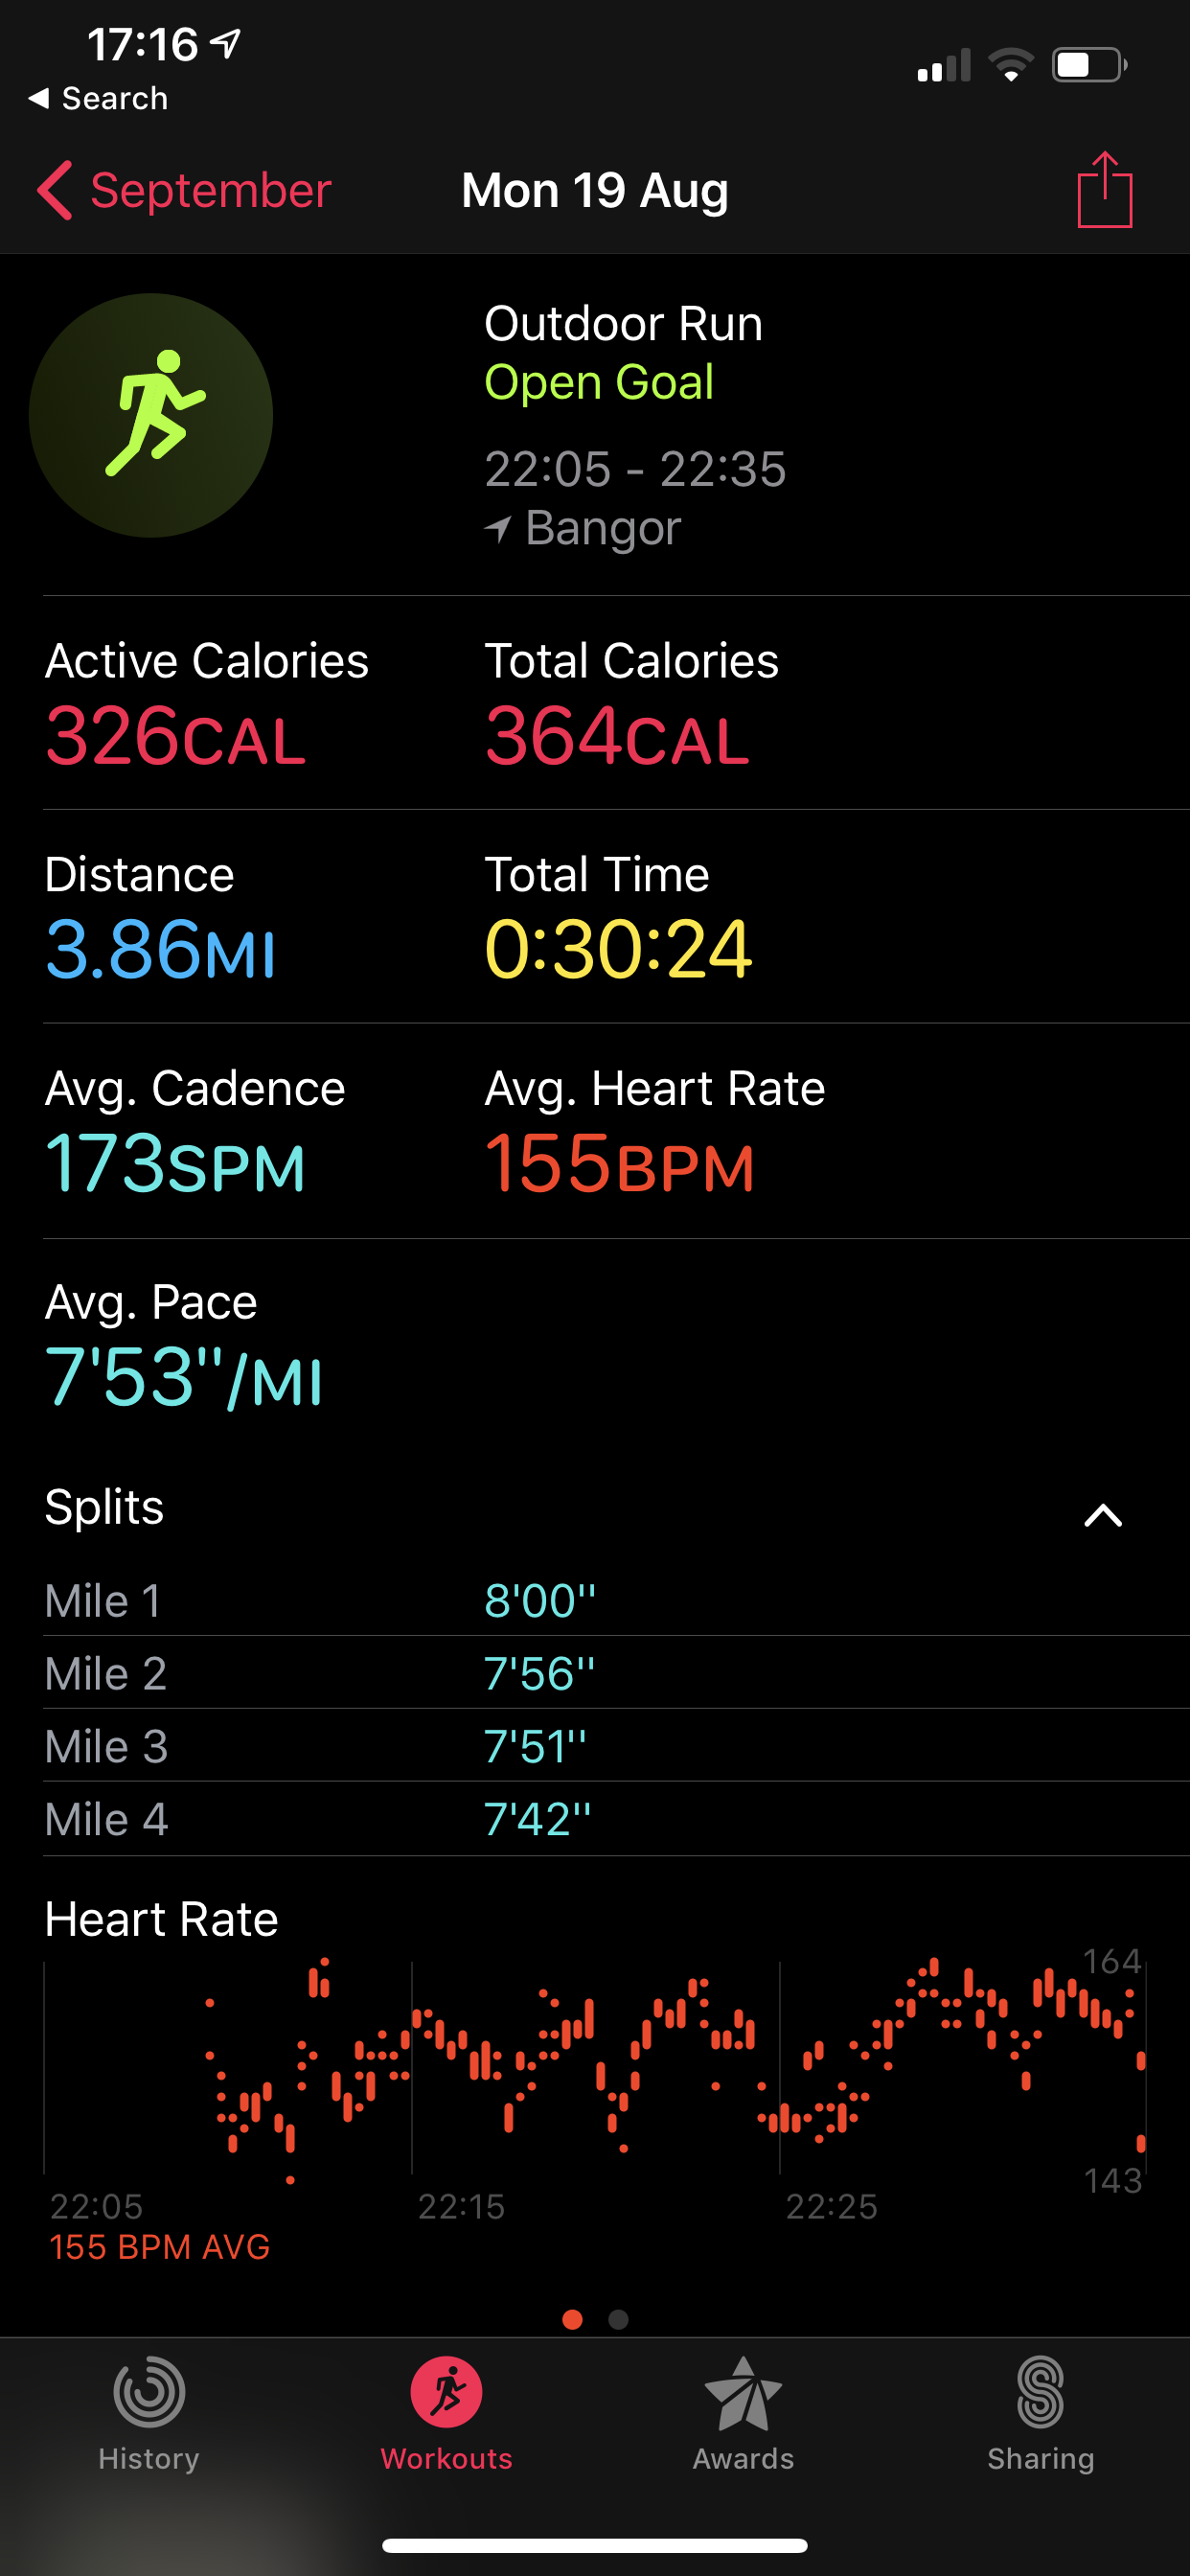 17:16
Search
September
Mon 19 Aug
Outdoor Run
Open Goal
22:05 - 22:35
Bangor
Active Calories Total Calories
326CAL 364CAL
Distance Total Time
3.86MI 0:30:24
Avg. Cadence Avg. Heart Rate
173SPM 155BPM
Avg. Pace
7'53''/MI
Splits
Mile 1 8'00''
Mile 2 7'56''
Mile 3 7'51''
Mile 4 7'42''
Heart Rate
164
143
22:05 22:15 22:25
155 BPM AVG
History Workouts Awards Sharing